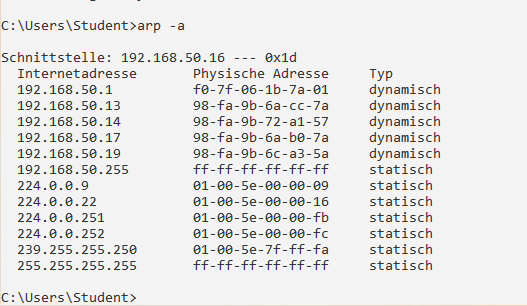 C:\Users\Student>arp -a
Schnittstelle: 192.168.50.16 --- 0x1d
Internetadresse Physische Adresse Typ
192.168.50.1 f0-7f-06-1b-7a-01 dynamisch
192.168.50.13 98-fa-9b-6a-cc-7a dynamisch
192.168.50.14 98-fa-9b-72-a1-57 dynamisch
192.168.50.17 98-fa-9b-6a-b0-7a dynamisch
192.168.50.19 98-fa-9b-6c-a3-5a dynamisch
192.168.50.255 ff-ff-ff-ff-ff-ff statisch
224.0.0.9 01-00-5e-00-00-09 statisch
224.0.0.22 01-00-5e-00-00-16 statisch
224.0.0.251 01-00-5e-00-00-fb statisch
224.0.0.252 01-00-5e-00-00-fc statisch
239.255.255.250 01-00-5e-7f-ff-fa statisch
255.255.255.255 ff-ff-ff-ff-ff-ff statisch
C:\Users\Student>